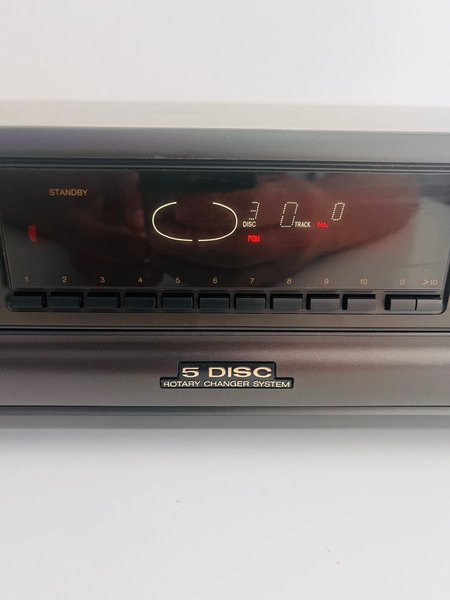 STANDBY
3 DISC 0 TRACK No. 0
PGM
1 2 3 4 5 6 7 8 9 10 0 >10
5 DISC
ROTARY CHANGER SYSTEM